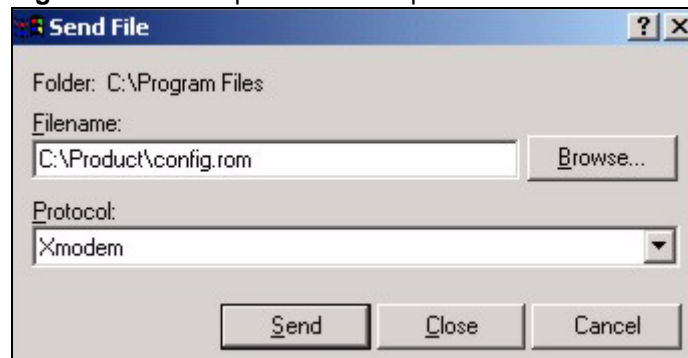 Send File
Folder: C:\Program Files
Filename:
C:\Product\config.rom
Browse...
Protocol:
Xmodem
Send Close Cancel